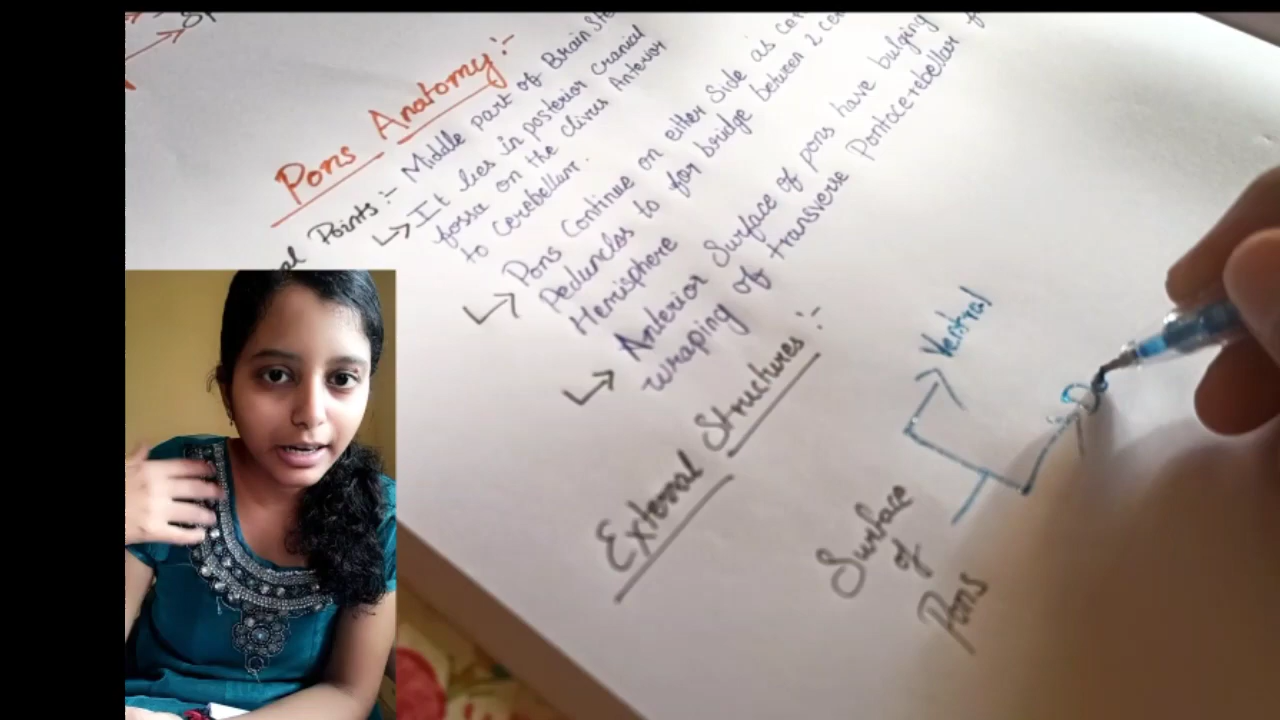 Pons Anatomy :-
Points :- Middle part of Brain
↳ It lies in posterior cranial
fossa on the clivus Anterior
to cerebellum.
↳ Pons Continue on either Side as
Peduncles to for bridge between 2
Hemisphere
↳ Anterior Surface of pons have bulging
wraping of transverse Pontocerebellar
External Structures :-
Surface
of
Pons
Ventral